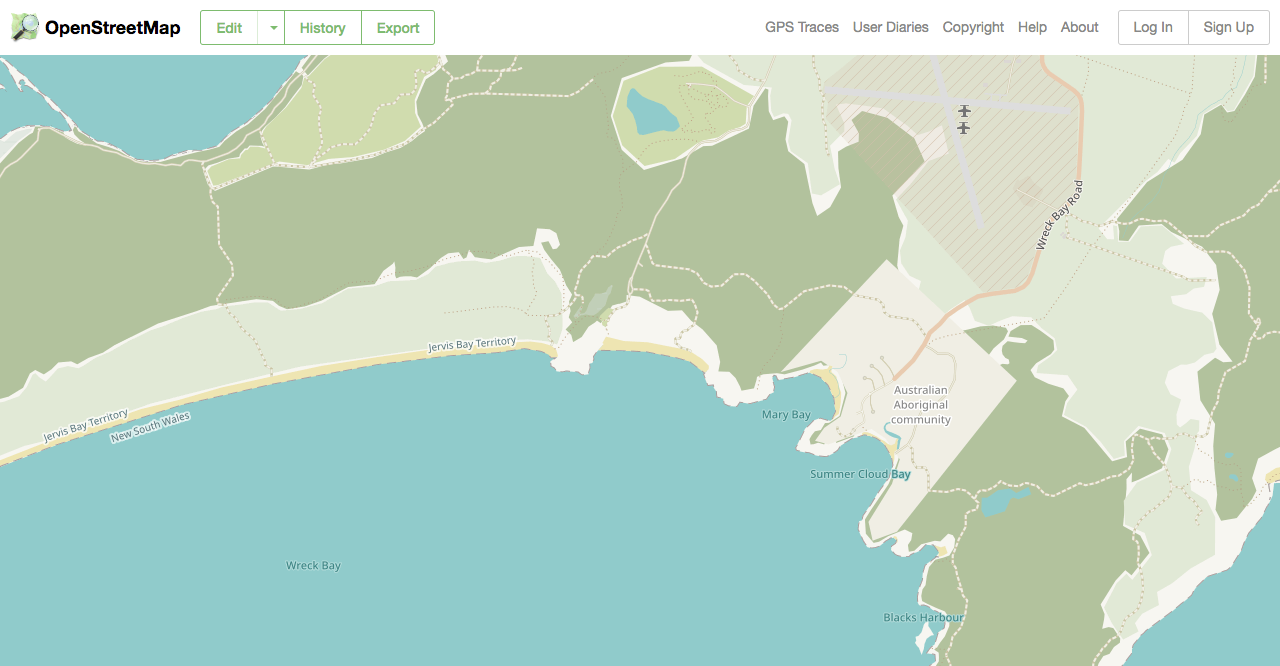 OpenStreetMap
Edit
History
Export
GPS Traces
User Diaries
Copyright
Help
About
Log In
Sign Up
Wreck Bay Road
Jervis Bay Territory
Australian
Aboriginal
community
Jervis Bay Territory
New South Wales
Mary Bay
Summer Cloud Bay
Wreck Bay
Blacks Harbour